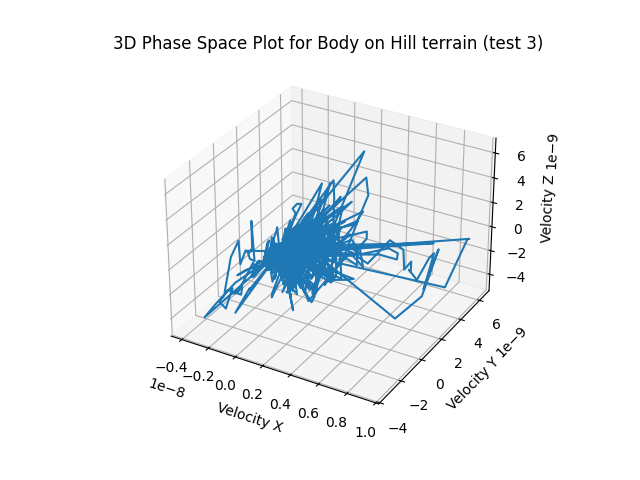 3D Phase Space Plot for Body on Hill terrain (test 3)
6
4
2
0
−2
−4
Velocity Z
1e−9
6
4
2
0
−2
−4
Velocity Y
1e−9
−0.4
−0.2
0.0
0.2
0.4
0.6
0.8
1.0
1e−8
Velocity X